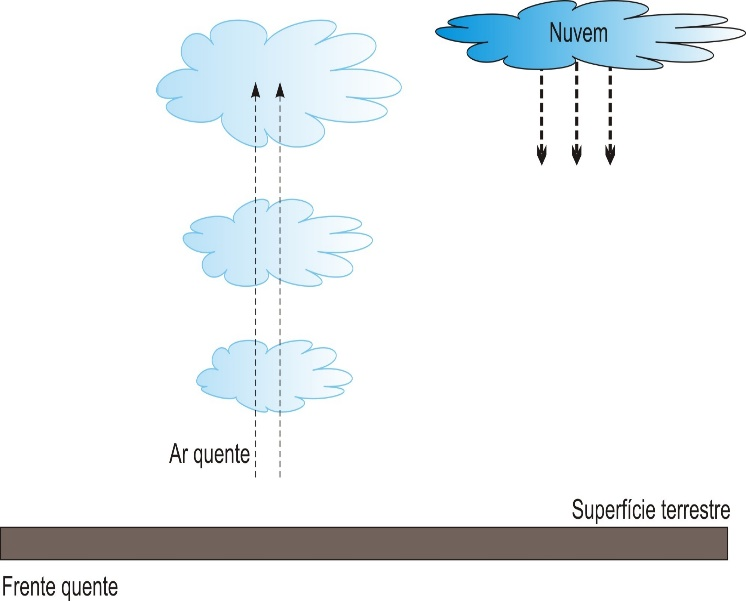 Nuvem
Ar quente
Superfície terrestre
Frente quente